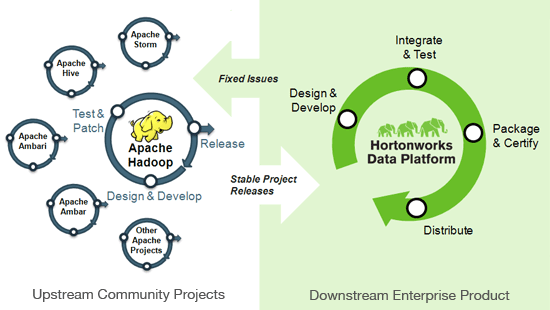 Apache
Storm
Apache
Hive
Apache
Ambari
Apache
Ambar
Other
Apache
Projects
Test &
Patch
Apache
Hadoop
Release
Design & Develop
Fixed Issues
Stable Project
Releases
Integrate
& Test
Design &
Develop
Hortonworks
Data Platform
Package
& Certify
Distribute
Upstream Community Projects
Downstream Enterprise Product